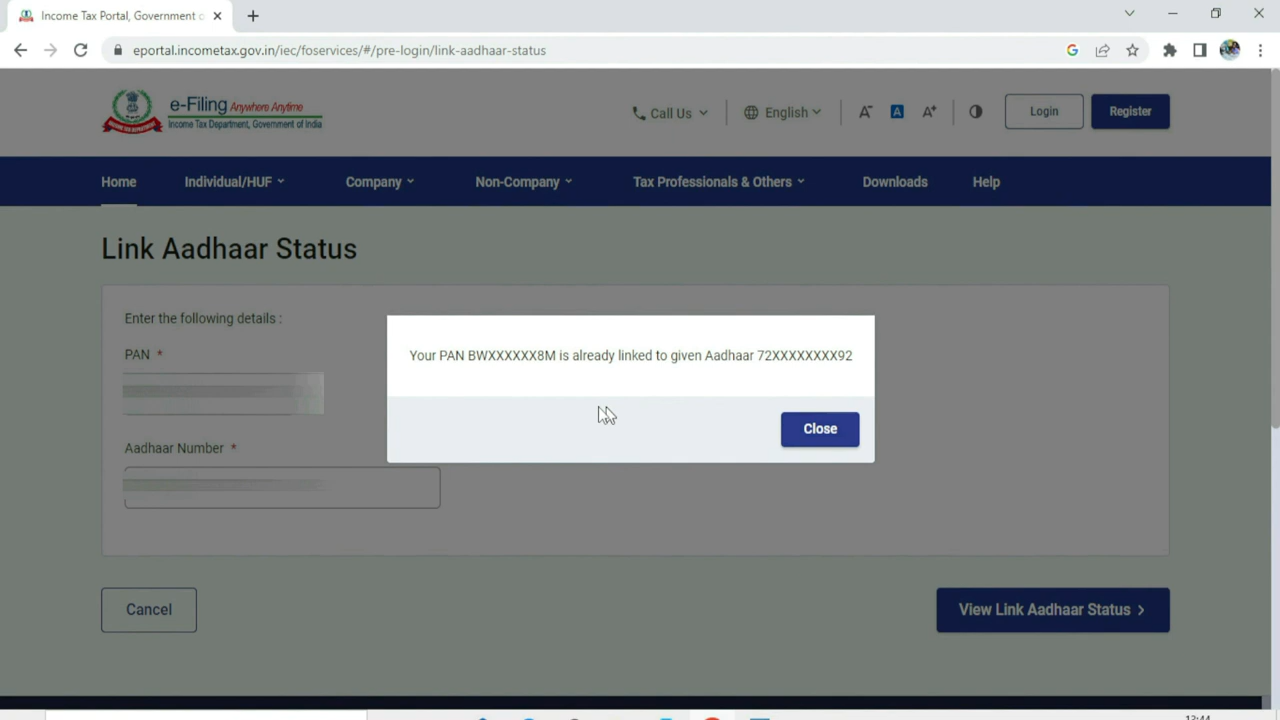 Income Tax Portal, Government o
eportal.incometax.gov.in/iec/foservices/#/pre-login/link-aadhaar-status
e-Filing Anywhere Anytime
Income Tax Department, Government of India
INCOME TAX DEPARTMENT
Call Us
English
A- A A+
Login
Register
Home Individual/HUF Company Non-Company Tax Professionals & Others Downloads Help
Link Aadhaar Status
Enter the following details :
PAN *
Your PAN BWXXXXXX8M is already linked to given Aadhaar 72XXXXXXXX92
Close
Aadhaar Number *
Cancel
View Link Aadhaar Status >
13:44